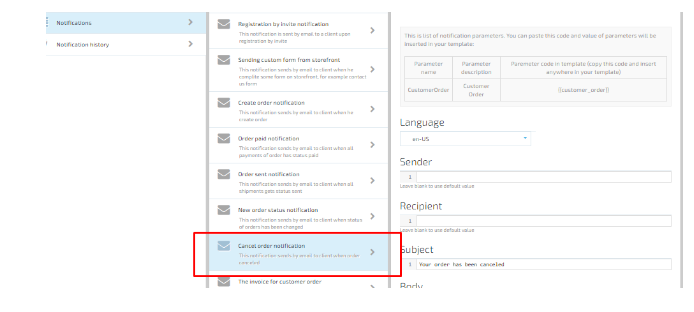 Notifications
Notification history
Registration by invite notification
This notification is sent by email to a client upon
registration by invite
Sending custom form from storefront
This notification sends by email to client when he
complite some form on storefront, for example contact
us form
Create order notification
This notification sends by email to client when he
create order
Order paid notification
This notification sends by email to client when all
payments of order has status paid
Order sent notification
This notification sends by email to client when all
shipments gets status sent
New order status notification
This notification sends by email to client when status
of orders has been changed
Cancel order notification
This notification sends by email for client when order
canceled
The invoice for customer order
This is list of notification parameters. You can paste this code and value of parameters will be
inserted in your template:
Parameter name
Parameter description
Parameter code in template (copy this code and insert anywhere in your template)
CustomerOrder
Customer Order
{{customer_order}}
Language
en-US
Sender
1
Leave blank to use default value
Recipient
1
Leave blank to use default value
Subject
1 Your order has been canceled
Body